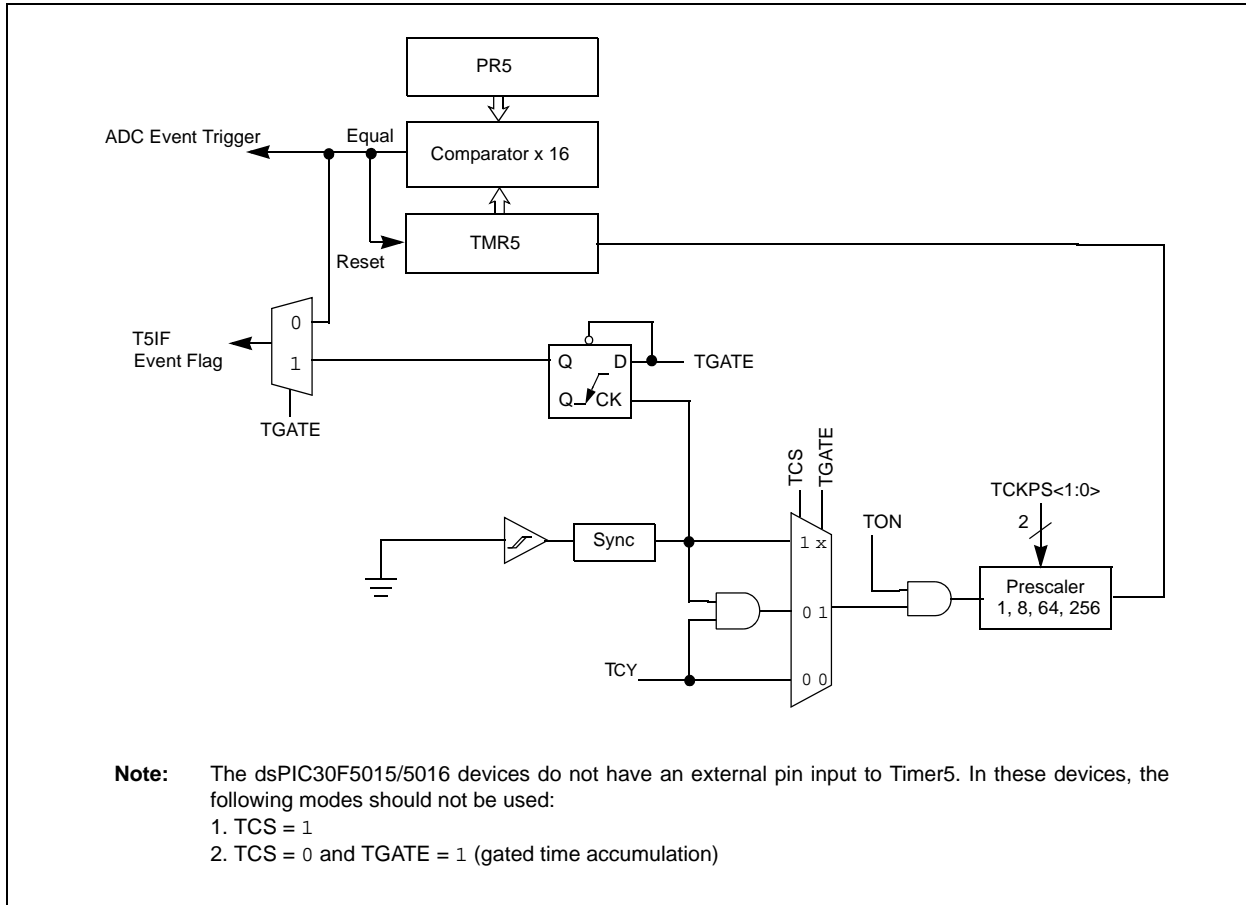 PR5
ADC Event Trigger
Equal
Comparator x 16
TMR5
Reset
0
1
T5IF
Event Flag
TGATE
Q
D
Q
CK
TGATE
TCS
TGATE
TCKPS<1:0>
2
TON
Sync
1 x
0 1
0 0
Prescaler
1, 8, 64, 256
TCY
Note: The dsPIC30F5015/5016 devices do not have an external pin input to Timer5. In these devices, the
following modes should not be used:
1. TCS = 1
2. TCS = 0 and TGATE = 1 (gated time accumulation)